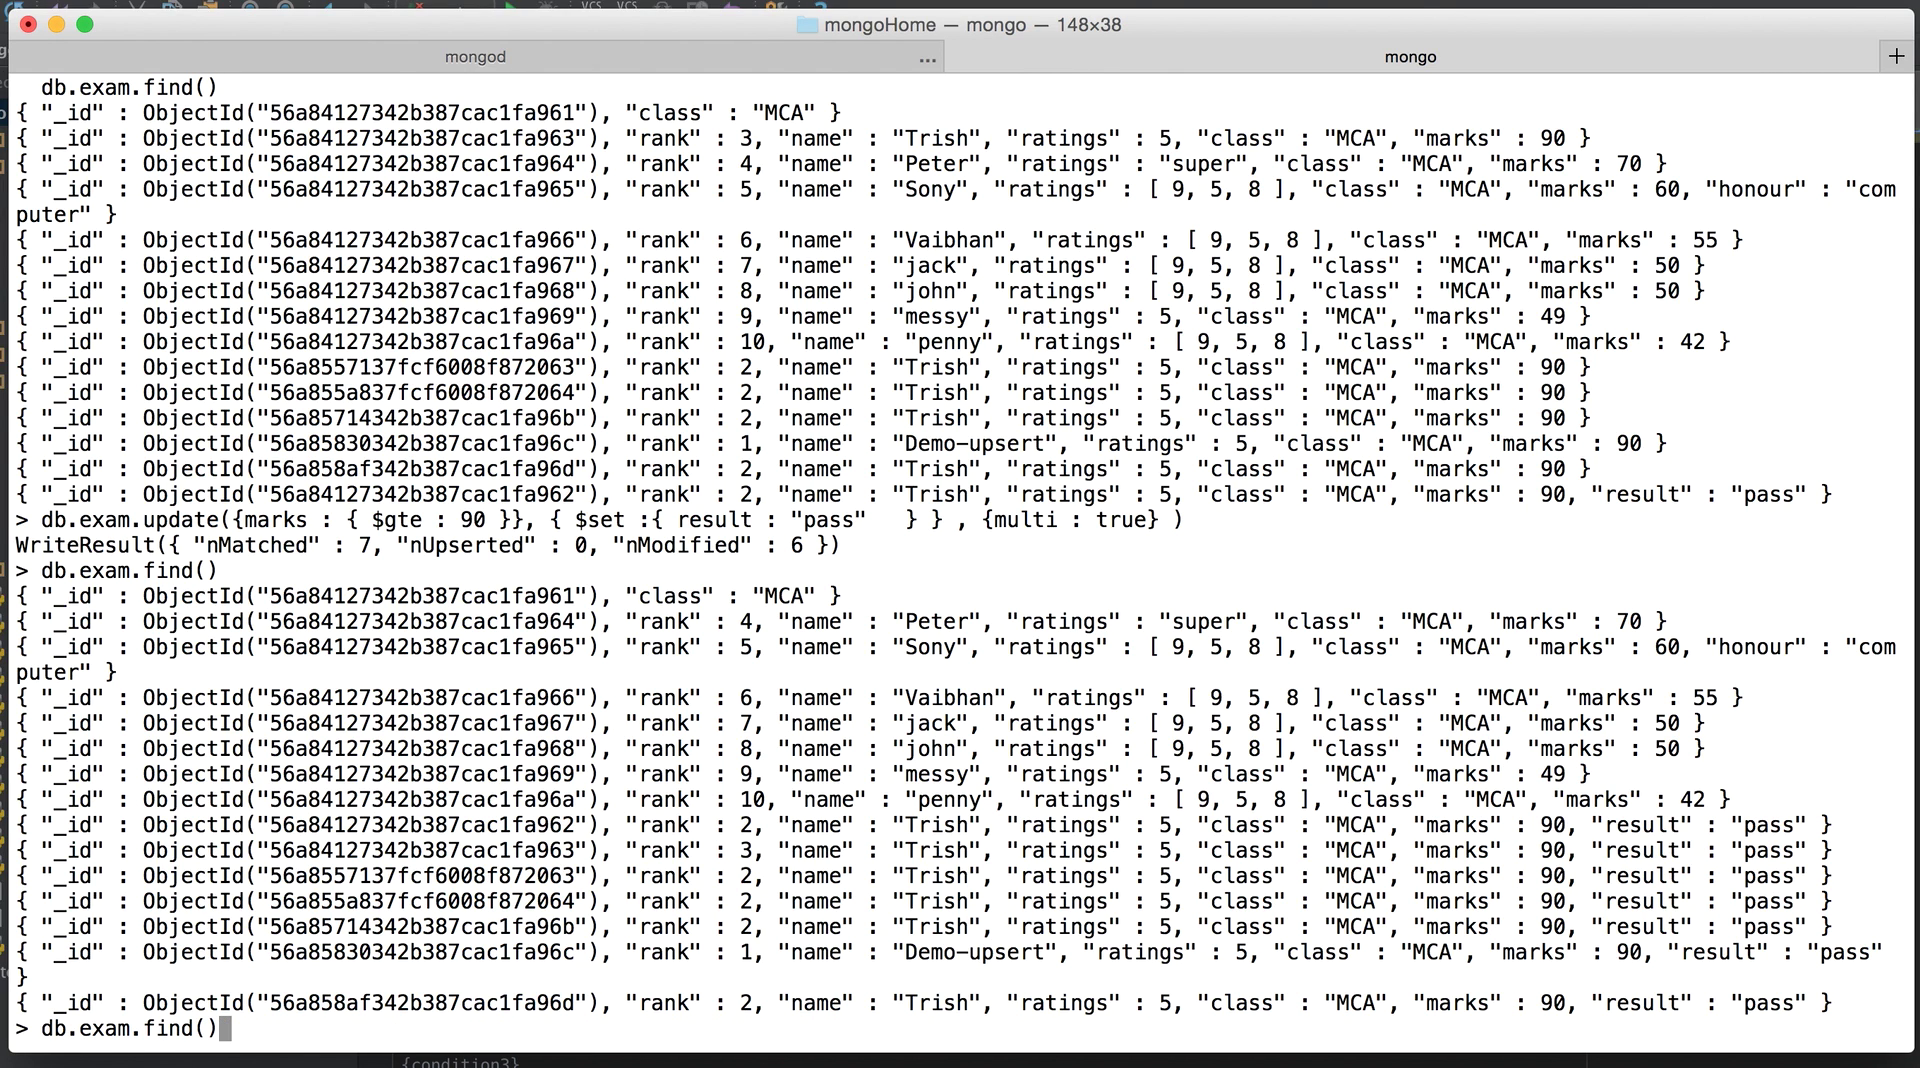 VCS VCS
mongoHome — mongo — 148×38
mongod ...
mongo +
db.exam.find()
{ "_id" : ObjectId("56a84127342b387cac1fa961"), "class" : "MCA" }
{ "_id" : ObjectId("56a84127342b387cac1fa963"), "rank" : 3, "name" : "Trish", "ratings" : 5, "class" : "MCA", "marks" : 90 }
{ "_id" : ObjectId("56a84127342b387cac1fa964"), "rank" : 4, "name" : "Peter", "ratings" : "super", "class" : "MCA", "marks" : 70 }
{ "_id" : ObjectId("56a84127342b387cac1fa965"), "rank" : 5, "name" : "Sony", "ratings" : [ 9, 5, 8 ], "class" : "MCA", "marks" : 60, "honour" : "com
puter" }
{ "_id" : ObjectId("56a84127342b387cac1fa966"), "rank" : 6, "name" : "Vaibhan", "ratings" : [ 9, 5, 8 ], "class" : "MCA", "marks" : 55 }
{ "_id" : ObjectId("56a84127342b387cac1fa967"), "rank" : 7, "name" : "jack", "ratings" : [ 9, 5, 8 ], "class" : "MCA", "marks" : 50 }
{ "_id" : ObjectId("56a84127342b387cac1fa968"), "rank" : 8, "name" : "john", "ratings" : [ 9, 5, 8 ], "class" : "MCA", "marks" : 50 }
{ "_id" : ObjectId("56a84127342b387cac1fa969"), "rank" : 9, "name" : "messy", "ratings" : 5, "class" : "MCA", "marks" : 49 }
{ "_id" : ObjectId("56a84127342b387cac1fa96a"), "rank" : 10, "name" : "penny", "ratings" : [ 9, 5, 8 ], "class" : "MCA", "marks" : 42 }
{ "_id" : ObjectId("56a8557137fcf6008f872063"), "rank" : 2, "name" : "Trish", "ratings" : 5, "class" : "MCA", "marks" : 90 }
{ "_id" : ObjectId("56a855a837fcf6008f872064"), "rank" : 2, "name" : "Trish", "ratings" : 5, "class" : "MCA", "marks" : 90 }
{ "_id" : ObjectId("56a85714342b387cac1fa96b"), "rank" : 2, "name" : "Trish", "ratings" : 5, "class" : "MCA", "marks" : 90 }
{ "_id" : ObjectId("56a85830342b387cac1fa96c"), "rank" : 1, "name" : "Demo-upsert", "ratings" : 5, "class" : "MCA", "marks" : 90 }
{ "_id" : ObjectId("56a858af342b387cac1fa96d"), "rank" : 2, "name" : "Trish", "ratings" : 5, "class" : "MCA", "marks" : 90 }
{ "_id" : ObjectId("56a84127342b387cac1fa962"), "rank" : 2, "name" : "Trish", "ratings" : 5, "class" : "MCA", "marks" : 90, "result" : "pass" }
> db.exam.update({marks : { $gte : 90 }}, { $set :{ result : "pass"   } } , {multi : true} )
WriteResult({ "nMatched" : 7, "nUpserted" : 0, "nModified" : 6 })
> db.exam.find()
{ "_id" : ObjectId("56a84127342b387cac1fa961"), "class" : "MCA" }
{ "_id" : ObjectId("56a84127342b387cac1fa964"), "rank" : 4, "name" : "Peter", "ratings" : "super", "class" : "MCA", "marks" : 70 }
{ "_id" : ObjectId("56a84127342b387cac1fa965"), "rank" : 5, "name" : "Sony", "ratings" : [ 9, 5, 8 ], "class" : "MCA", "marks" : 60, "honour" : "com
puter" }
{ "_id" : ObjectId("56a84127342b387cac1fa966"), "rank" : 6, "name" : "Vaibhan", "ratings" : [ 9, 5, 8 ], "class" : "MCA", "marks" : 55 }
{ "_id" : ObjectId("56a84127342b387cac1fa967"), "rank" : 7, "name" : "jack", "ratings" : [ 9, 5, 8 ], "class" : "MCA", "marks" : 50 }
{ "_id" : ObjectId("56a84127342b387cac1fa968"), "rank" : 8, "name" : "john", "ratings" : [ 9, 5, 8 ], "class" : "MCA", "marks" : 50 }
{ "_id" : ObjectId("56a84127342b387cac1fa969"), "rank" : 9, "name" : "messy", "ratings" : 5, "class" : "MCA", "marks" : 49 }
{ "_id" : ObjectId("56a84127342b387cac1fa96a"), "rank" : 10, "name" : "penny", "ratings" : [ 9, 5, 8 ], "class" : "MCA", "marks" : 42 }
{ "_id" : ObjectId("56a84127342b387cac1fa962"), "rank" : 2, "name" : "Trish", "ratings" : 5, "class" : "MCA", "marks" : 90, "result" : "pass" }
{ "_id" : ObjectId("56a84127342b387cac1fa963"), "rank" : 3, "name" : "Trish", "ratings" : 5, "class" : "MCA", "marks" : 90, "result" : "pass" }
{ "_id" : ObjectId("56a8557137fcf6008f872063"), "rank" : 2, "name" : "Trish", "ratings" : 5, "class" : "MCA", "marks" : 90, "result" : "pass" }
{ "_id" : ObjectId("56a855a837fcf6008f872064"), "rank" : 2, "name" : "Trish", "ratings" : 5, "class" : "MCA", "marks" : 90, "result" : "pass" }
{ "_id" : ObjectId("56a85714342b387cac1fa96b"), "rank" : 2, "name" : "Trish", "ratings" : 5, "class" : "MCA", "marks" : 90, "result" : "pass" }
{ "_id" : ObjectId("56a85830342b387cac1fa96c"), "rank" : 1, "name" : "Demo-upsert", "ratings" : 5, "class" : "MCA", "marks" : 90, "result" : "pass"
}
{ "_id" : ObjectId("56a858af342b387cac1fa96d"), "rank" : 2, "name" : "Trish", "ratings" : 5, "class" : "MCA", "marks" : 90, "result" : "pass" }
> db.exam.find()
{condition3}